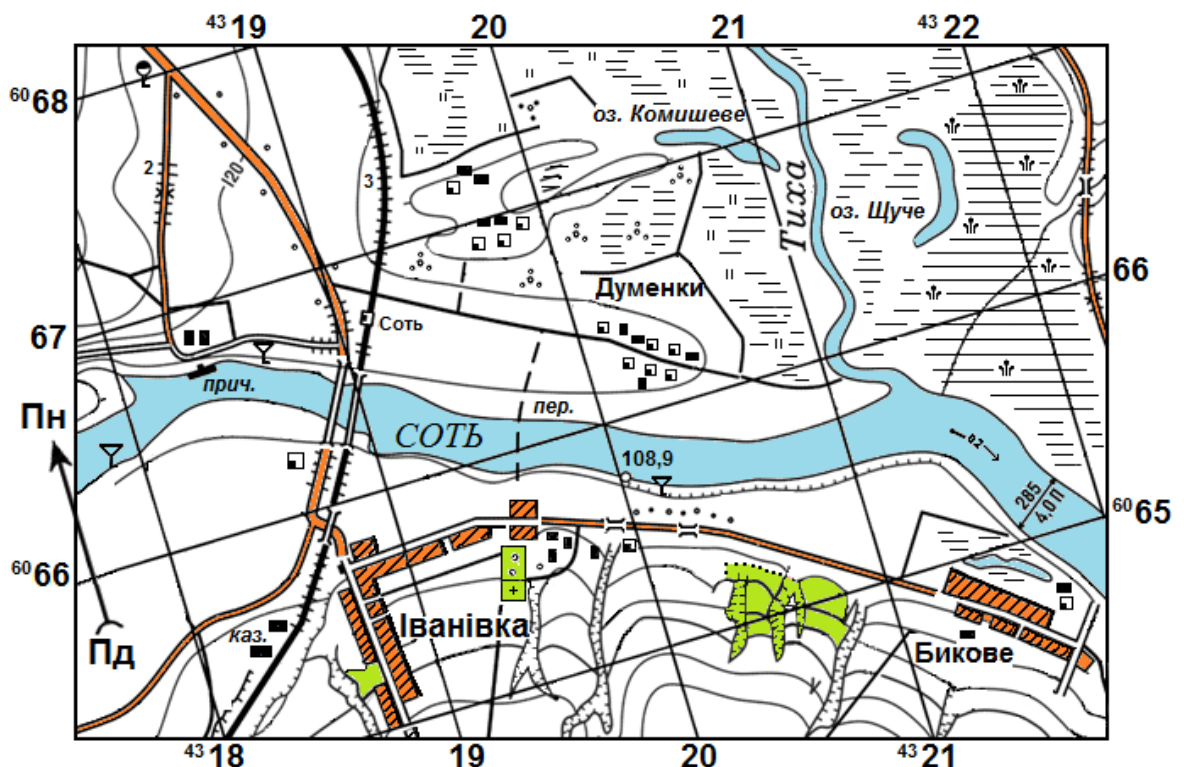 43 19
20
21
43 22
60 68
оз. Комишеве
2
120
3
Тиха
оз. Щуче
66
Думенки
Соть
67
прич.
пер.
Пн
СОТЬ
108,9
0,2
285
4,0 П
60 65
60 66
Іванівка
каз.
Пд
Бикове
43 18
19
20
43 21